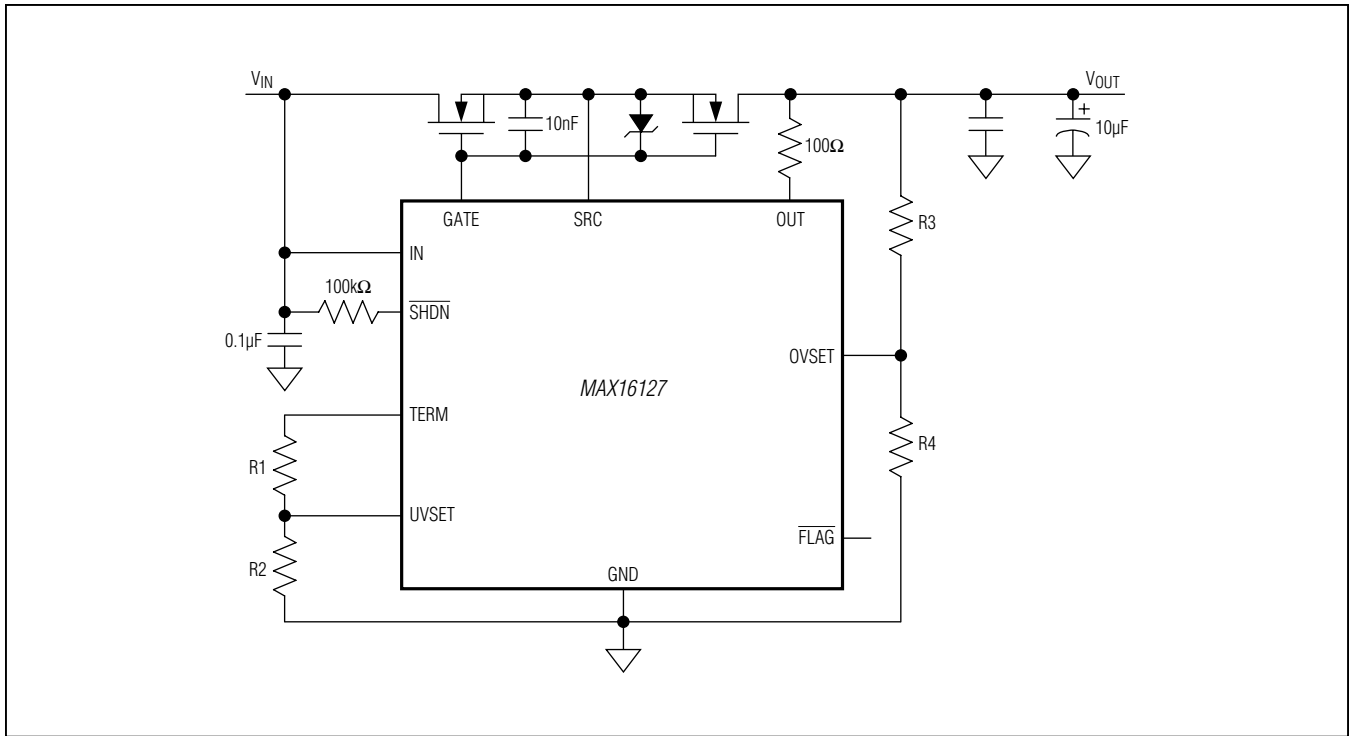 VIN
VOUT
10nF
100Ω
+
10µF
GATE
SRC
OUT
R3
IN
100kΩ
SHDN
0.1µF
OVSET
MAX16127
TERM
R4
R1
UVSET
FLAG
R2
GND